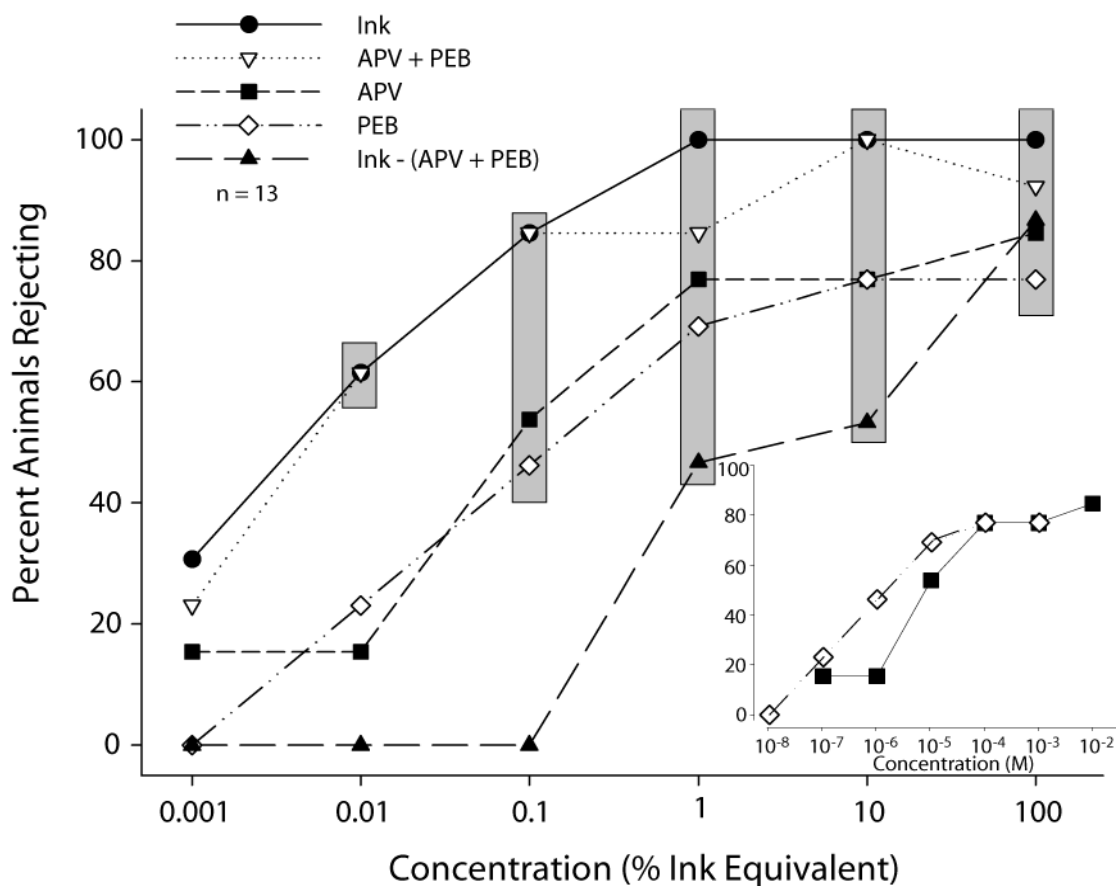 Ink
APV + PEB
APV
PEB
Ink - (APV + PEB)
n = 13
Percent Animals Rejecting
100
80
60
40
20
0
0.001 0.01 0.1 1 10 100
Concentration (% Ink Equivalent)
100
80
60
40
20
0
10-8 10-7 10-6 10-5 10-4 10-3 10-2
Concentration (M)